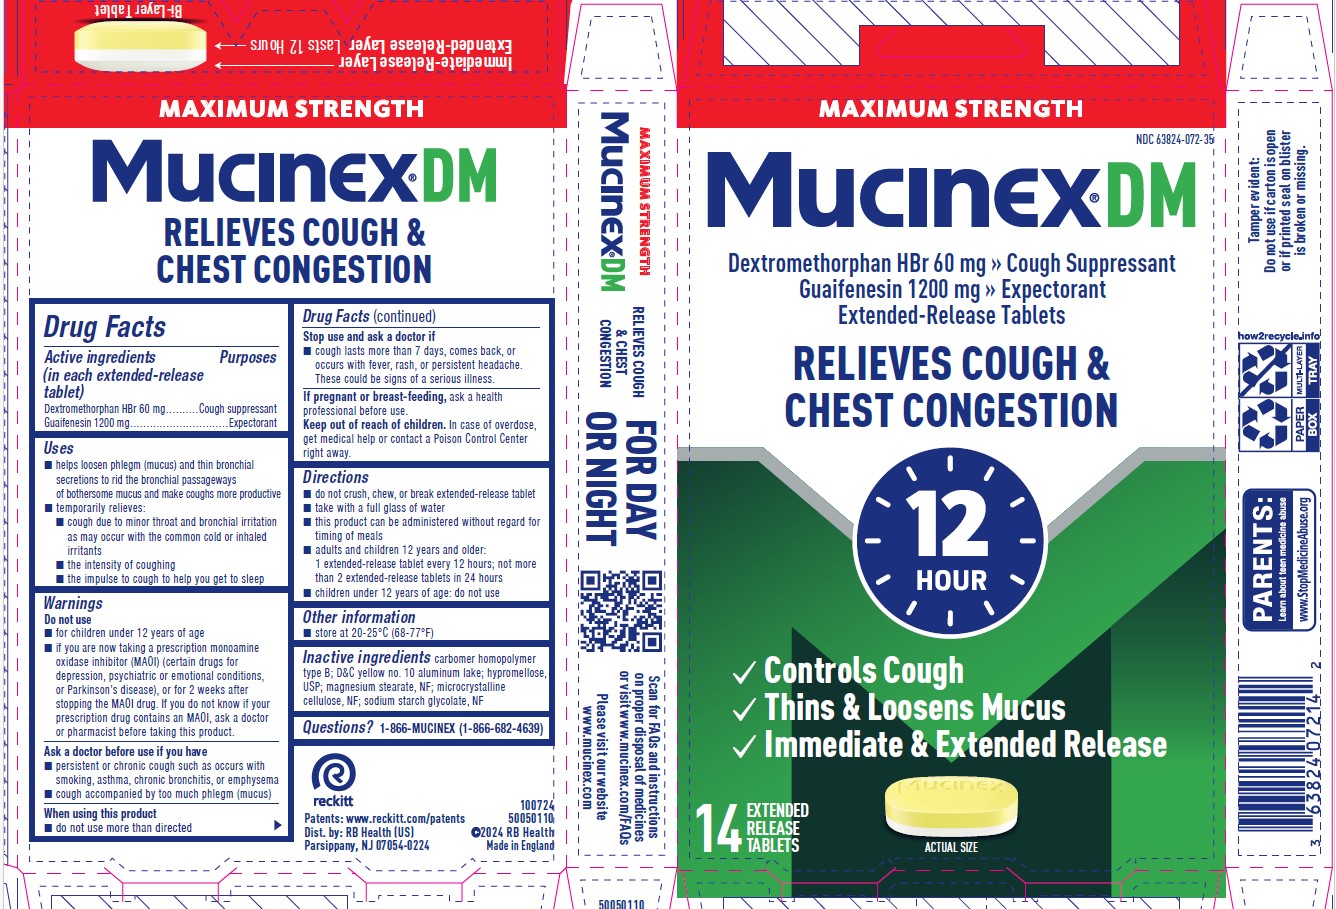 Bi-Layer Tablet
Extended-Release Layer Lasts 12 Hours
Immediate-Release Layer
MAXIMUM STRENGTH
Mucinex® DM
RELIEVES COUGH &
CHEST CONGESTION
Drug Facts
Active ingredients Purposes
(in each extended-release
tablet)
Dextromethorphan HBr 60 mg..........Cough suppressant
Guaifenesin 1200 mg..............................Expectorant
Uses
■ helps loosen phlegm (mucus) and thin bronchial
secretions to rid the bronchial passageways
of bothersome mucus and make coughs more productive
■ temporarily relieves:
■ cough due to minor throat and bronchial irritation
as may occur with the common cold or inhaled
irritants
■ the intensity of coughing
■ the impulse to cough to help you get to sleep
Warnings
Do not use
■ for children under 12 years of age
■ if you are now taking a prescription monoamine
oxidase inhibitor (MAOI) (certain drugs for
depression, psychiatric or emotional conditions,
or Parkinson's disease), or for 2 weeks after
stopping the MAOI drug. If you do not know if your
prescription drug contains an MAOI, ask a doctor
or pharmacist before taking this product.
Ask a doctor before use if you have
■ persistent or chronic cough such as occurs with
smoking, asthma, chronic bronchitis, or emphysema
■ cough accompanied by too much phlegm (mucus)
When using this product
■ do not use more than directed
Drug Facts (continued)
Stop use and ask a doctor if
■ cough lasts more than 7 days, comes back, or
occurs with fever, rash, or persistent headache.
These could be signs of a serious illness.
If pregnant or breast-feeding, ask a health
professional before use.
Keep out of reach of children. In case of overdose,
get medical help or contact a Poison Control Center
right away.
Directions
■ do not crush, chew, or break extended-release tablet
■ take with a full glass of water
■ this product can be administered without regard for
timing of meals
■ adults and children 12 years and older:
1 extended-release tablet every 12 hours; not more
than 2 extended-release tablets in 24 hours
■ children under 12 years of age: do not use
Other information
■ store at 20-25°C (68-77°F)
Inactive ingredients carbomer homopolymer
type B; D&C yellow no. 10 aluminum lake; hypromellose,
USP; magnesium stearate, NF; microcrystalline
cellulose, NF; sodium starch glycolate, NF
Questions? 1-866-MUCINEX (1-866-682-4639)
reckitt
Patents: www.reckitt.com/patents
Dist. by: RB Health (US)
Parsippany, NJ 07054-0224
100724
50050110
©2024 RB Health
Made in England
MAXIMUM STRENGTH
Mucinex® DM
RELIEVES COUGH
& CHEST
CONGESTION
FOR DAY
OR NIGHT
Scan for FAQs and instructions
on proper disposal of medicines
or visit www.mucinex.com/FAQs
Please visit our website
www.mucinex.com
50050110
MAXIMUM STRENGTH
NDC 63824-072-35
Mucinex® DM
Dextromethorphan HBr 60 mg » Cough Suppressant
Guaifenesin 1200 mg » Expectorant
Extended-Release Tablets
RELIEVES COUGH &
CHEST CONGESTION
12
HOUR
✓ Controls Cough
✓ Thins & Loosens Mucus
✓ Immediate & Extended Release
14 EXTENDED
RELEASE
TABLETS
Mucinex
ACTUAL SIZE
Tamper evident:
Do not use if carton is open
or if printed seal on blister
is broken or missing.
how2recycle.info
MULTI-LAYER
TRAY
PAPER
BOX
PARENTS:
Learn about teen medicine abuse
www.StopMedicineAbuse.org
3 63824 07214 2